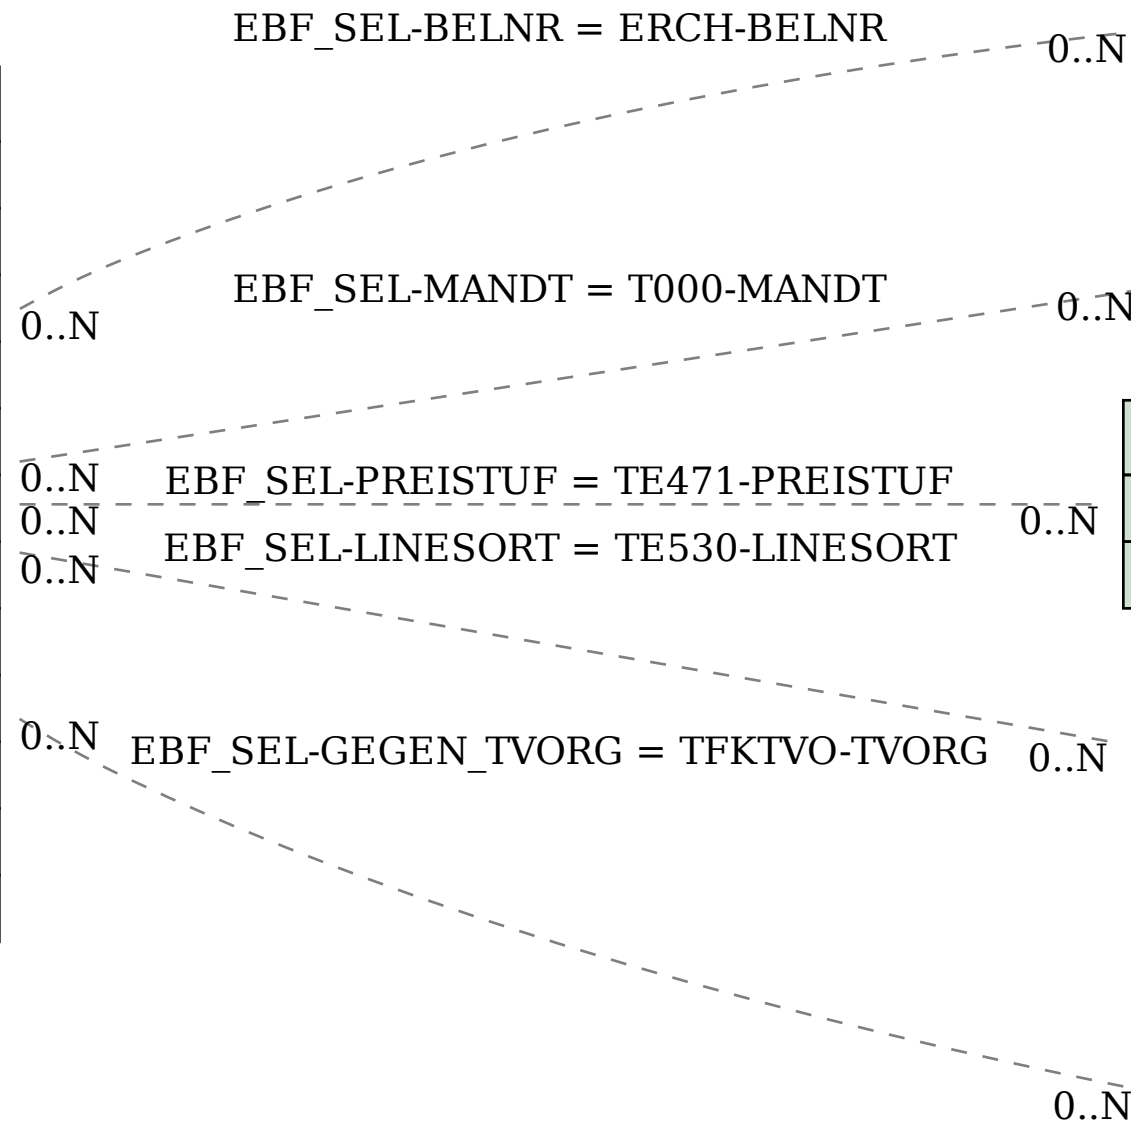 EBF_SEL-BELNR = ERCH-BELNR
0..N
EBF_SEL-MANDT = T000-MANDT
0..N
0..N
0..N
EBF_SEL-PREISTUF = TE471-PREISTUF
0..N
0..N
EBF_SEL-LINESORT = TE530-LINESORT
0..N
0..N
EBF_SEL-GEGEN_TVORG = TFKTVO-TVORG
0..N
0..N